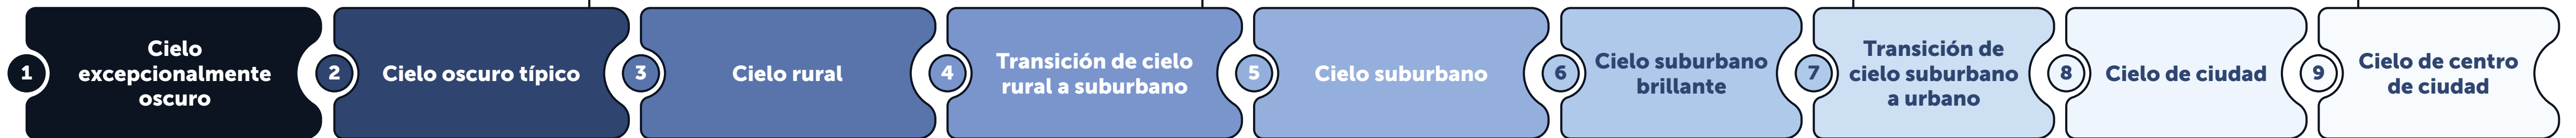 1
Cielo
excepcionalmente
oscuro
2
Cielo oscuro típico
3
Cielo rural
4
Transición de cielo
rural a suburbano
5
Cielo suburbano
6
Cielo suburbano
brillante
7
Transición de
cielo suburbano
a urbano
8
Cielo de ciudad
9
Cielo de centro
de ciudad